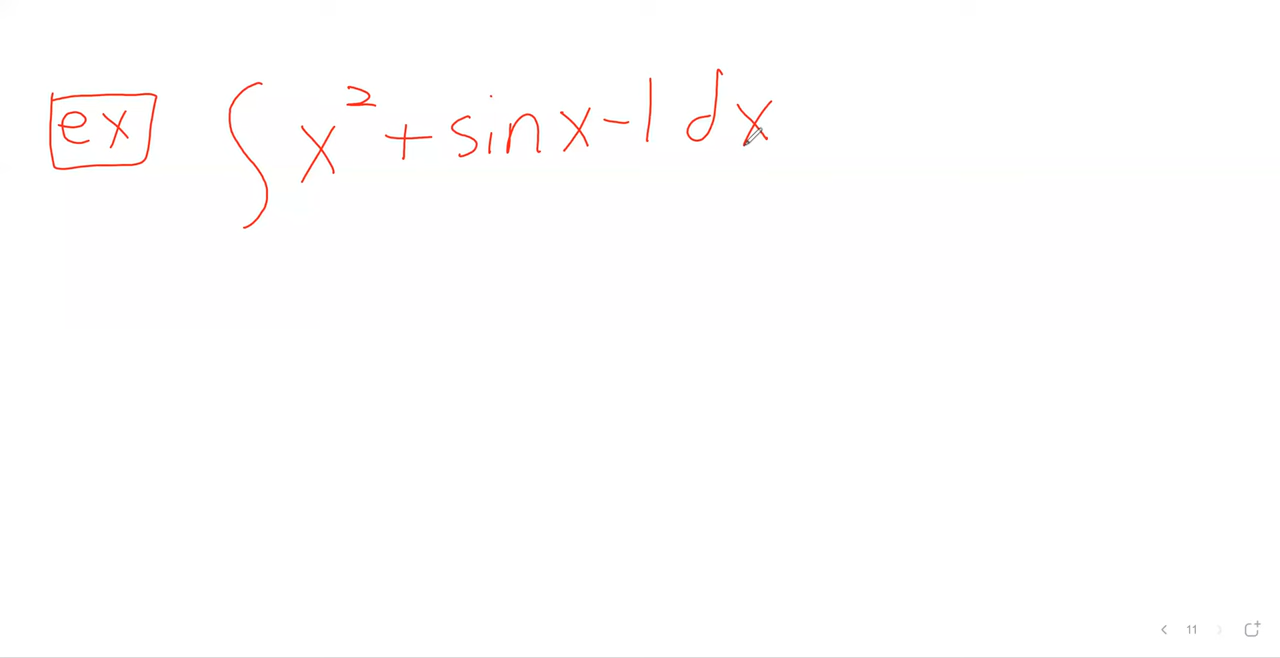 ex ∫ x² + sin x - 1 dx
11